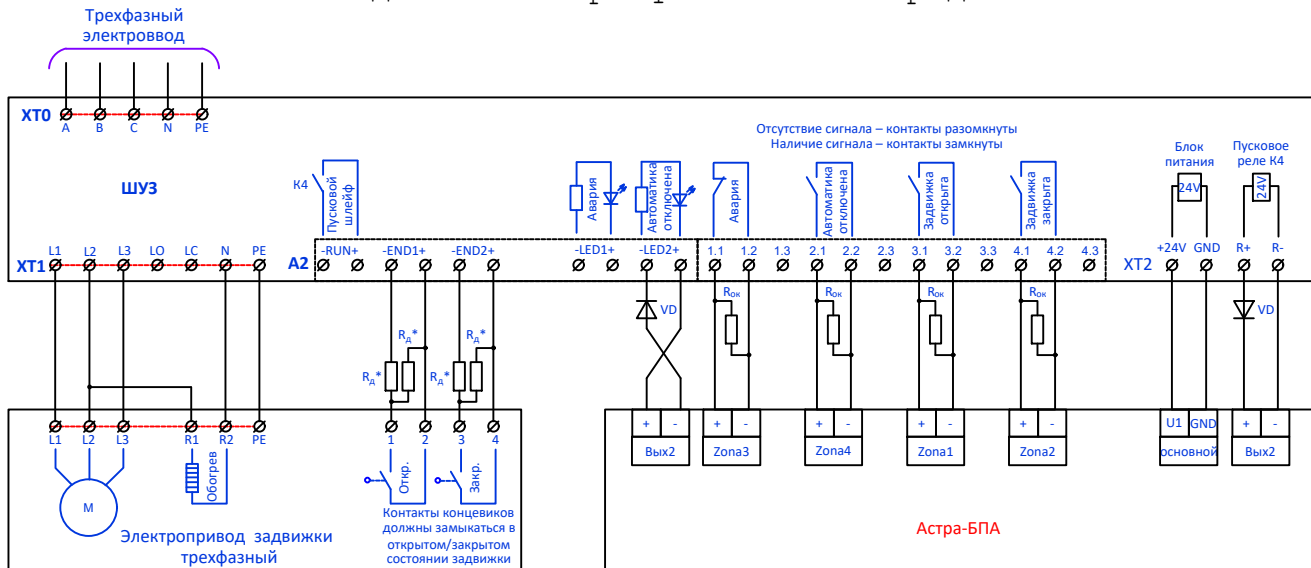 Трехфазный
электроввод
XT0
A B C N PE
Отсутствие сигнала – контакты разомкнуты
Наличие сигнала – контакты замкнуты
Блок
питания
Пусковое
реле К4
ШУЗ
К4
Пусковой
шлейф
Авария
Автоматика
отключена
Авария
Автоматика
отключена
Задвижка
открыта
Задвижка
закрыта
24V
24V
XT1
L1 L2 L3 LO LC N PE
A2
-RUN+ -END1+ -END2+ -LED1+ -LED2+
1.1 1.2 1.3 2.1 2.2 2.3 3.1 3.2 3.3 4.1 4.2 4.3
XT2
+24V GND R+ R-
VD
Rок
Rок
Rок
Rок
VD
Rд*
Rд*
Rд*
Rд*
L1 L2 L3 R1 R2 PE
1 2 3 4
Обогрев
Откр.
Закр.
M
Контакты концевиков
должны замыкаться в
открытом/закрытом
состоянии задвижки
Электропривод задвижки
трехфазный
+ - + - + - + - + - U1 GND + -
Вых2 Zona3 Zona4 Zona1 Zona2 основной Вых2
Астра-БПА